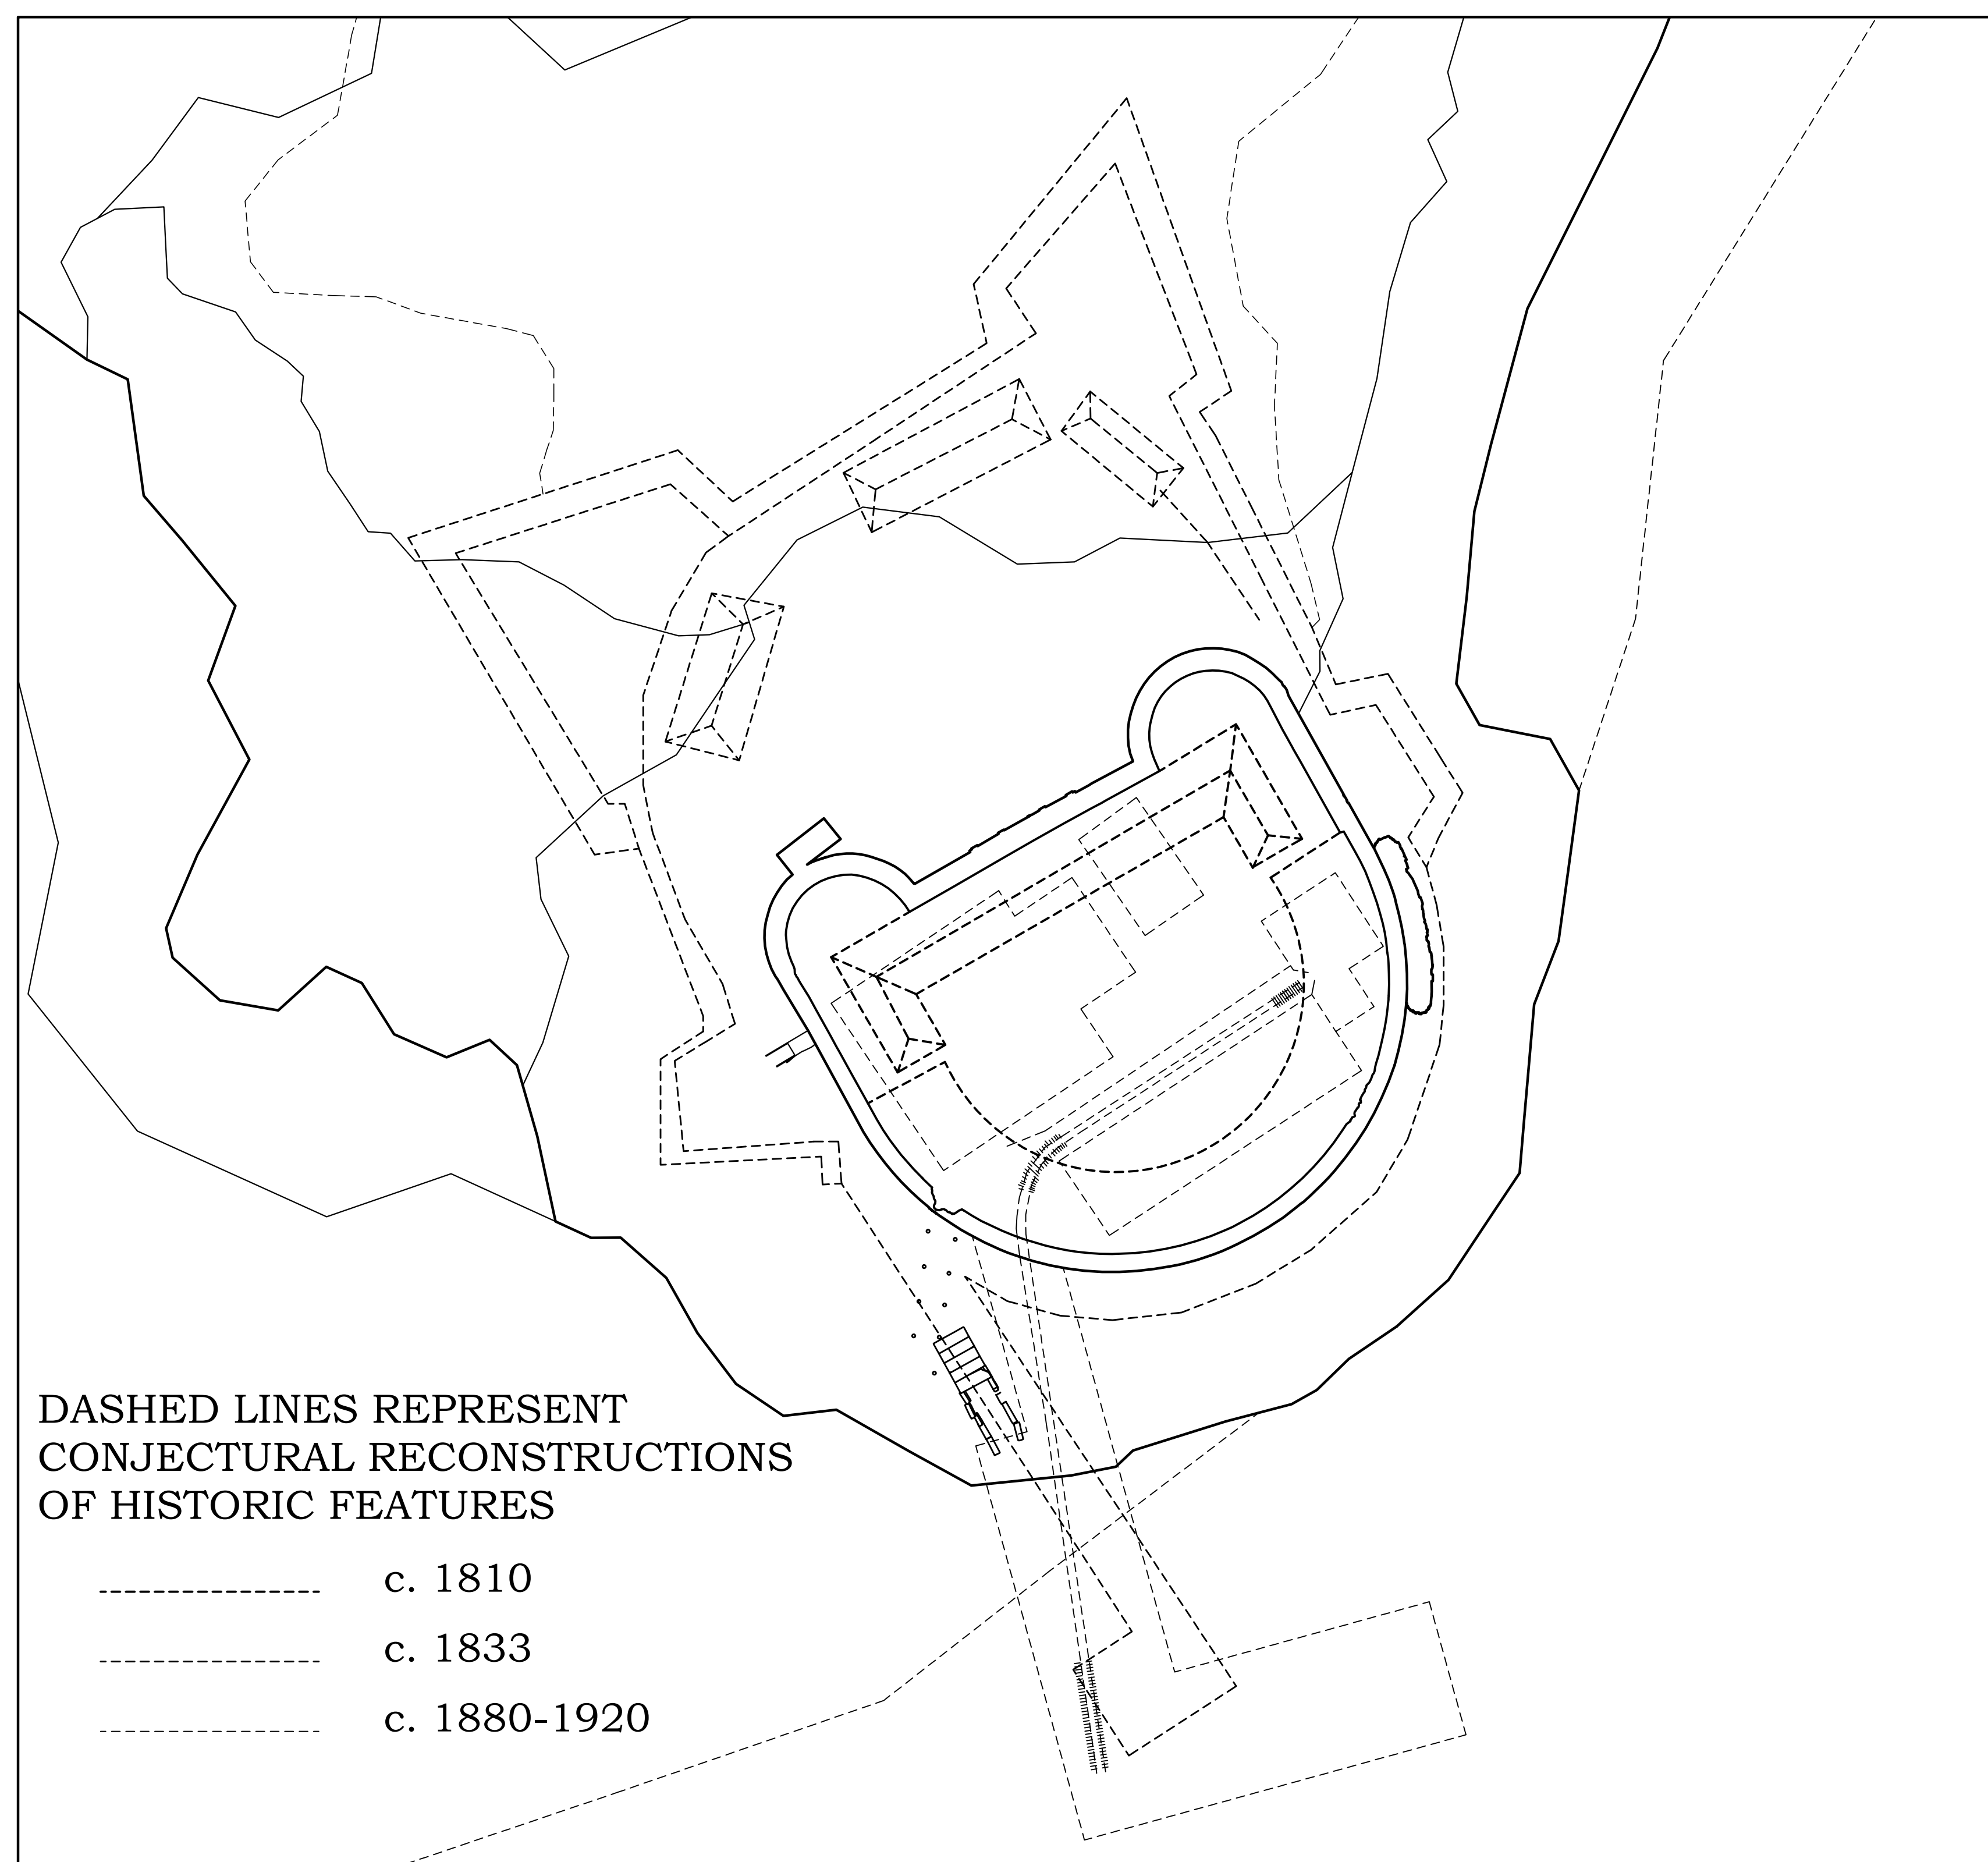 DASHED LINES REPRESENT
CONJECTURAL RECONSTRUCTIONS
OF HISTORIC FEATURES
c. 1810
c. 1833
c. 1880-1920